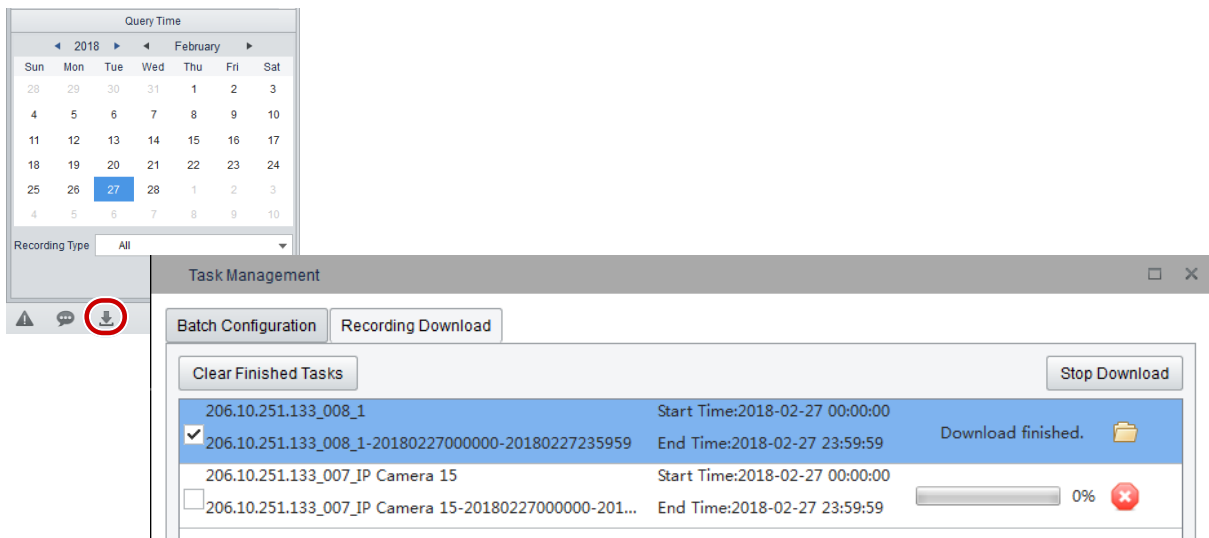 Query Time
2018 February
Sun Mon Tue Wed Thu Fri Sat
28 29 30 31 1 2 3
4 5 6 7 8 9 10
11 12 13 14 15 16 17
18 19 20 21 22 23 24
25 26 27 28 1 2 3
4 5 6 7 8 9 10
Recording Type All
Task Management
Batch Configuration Recording Download
Clear Finished Tasks Stop Download
206.10.251.133_008_1 Start Time:2018-02-27 00:00:00
206.10.251.133_008_1-20180227000000-20180227235959 End Time:2018-02-27 23:59:59 Download finished.
206.10.251.133_007_IP Camera 15 Start Time:2018-02-27 00:00:00
206.10.251.133_007_IP Camera 15-20180227000000-201... End Time:2018-02-27 23:59:59 0%